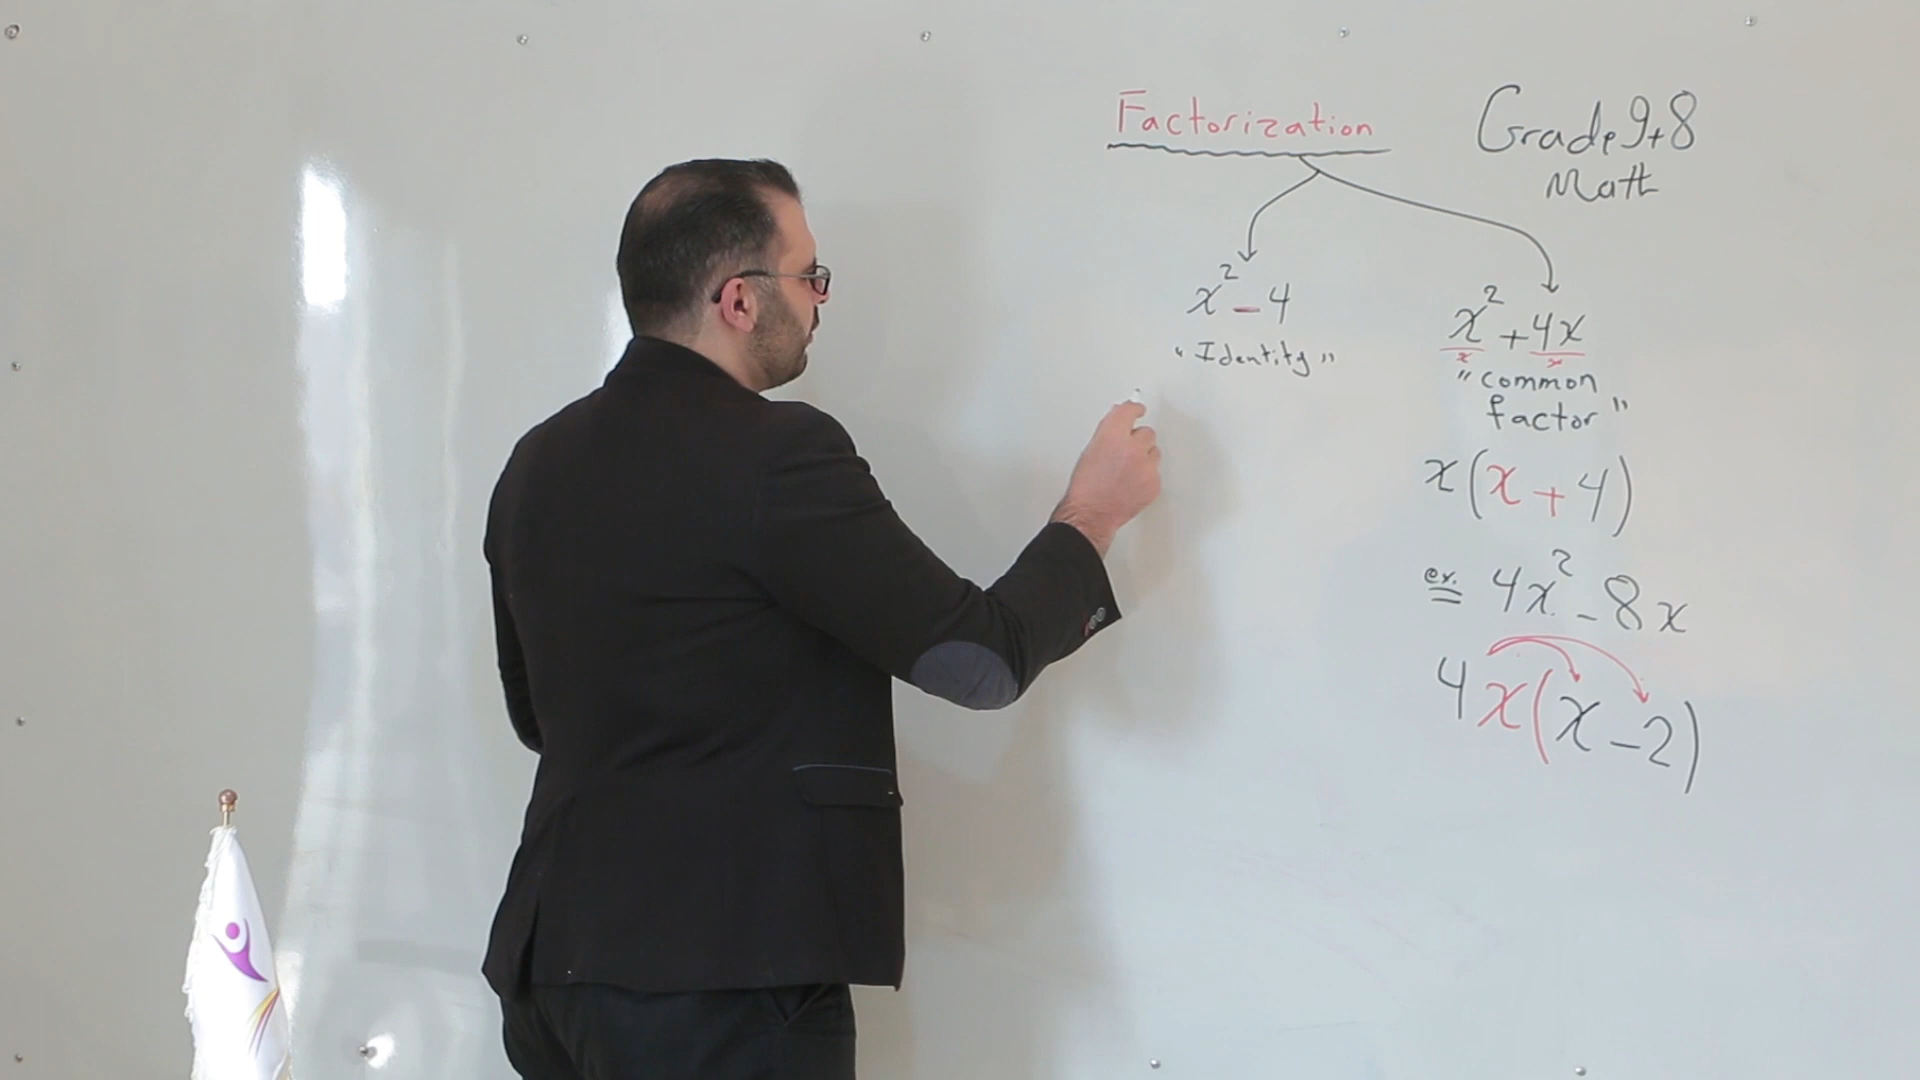 Factorization
Grade 9+8
Math
x² - 4
"Identity"
x² + 4x
x x
"common
factor"
x(x + 4)
ex. 4x² - 8x
4x(x - 2)